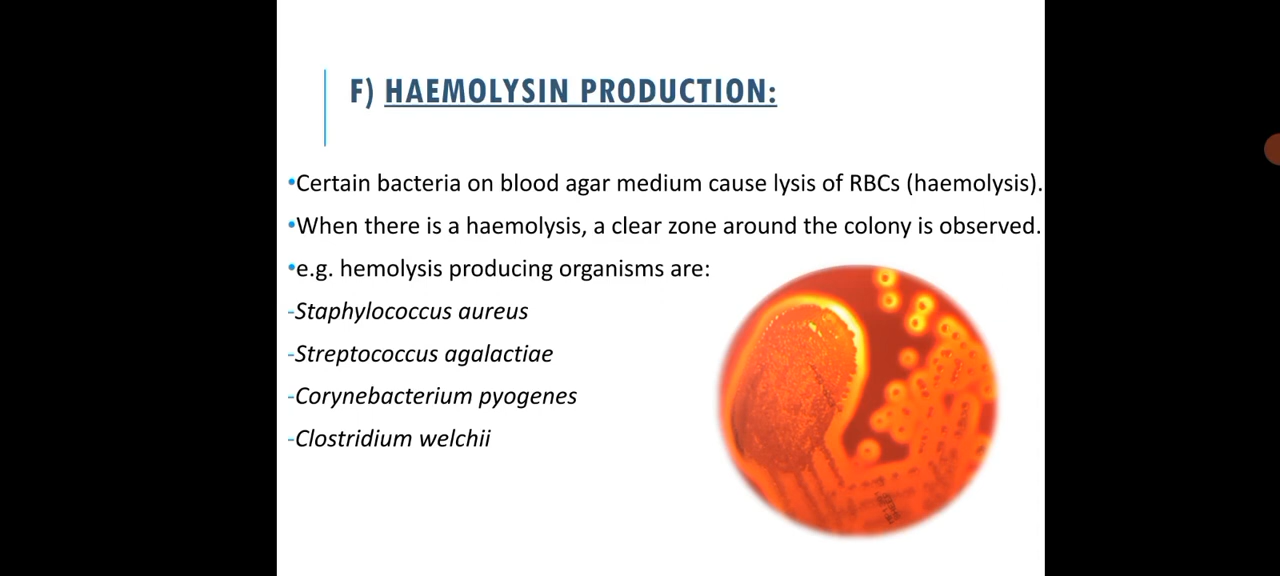 F) HAEMOLYSIN PRODUCTION:
•Certain bacteria on blood agar medium cause lysis of RBCs (haemolysis).
•When there is a haemolysis, a clear zone around the colony is observed.
•e.g. hemolysis producing organisms are:
-Staphylococcus aureus
-Streptococcus agalactiae
-Corynebacterium pyogenes
-Clostridium welchii